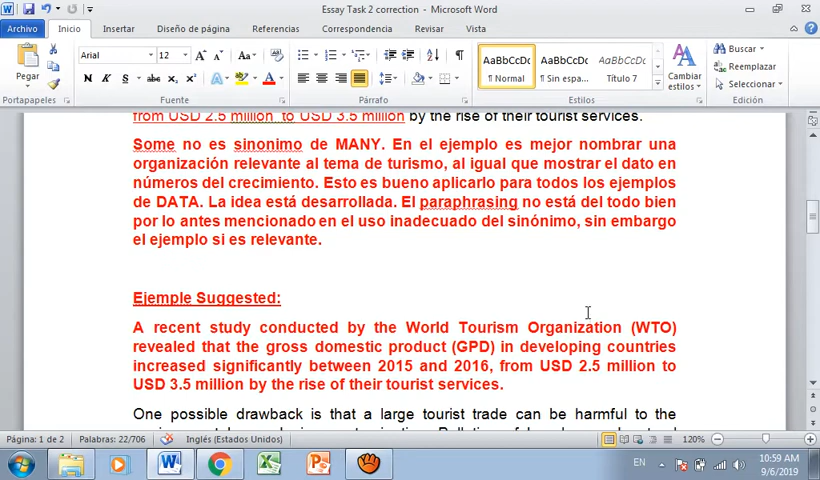 Essay Task 2 correction - Microsoft Word
Archivo Inicio Insertar Diseño de página Referencias Correspondencia Revisar Vista
Pegar
Arial 12
AaBbCcDc AaBbCcDc AaBbCcDc
¶ Normal ¶ Sin espa... Título 7
Cambiar estilos
Buscar
Reemplazar
Seleccionar
Portapapeles Fuente Párrafo Estilos Edición
from USD 2.5 million to USD 3.5 million by the rise of their tourist services.
Some no es sinonimo de MANY. En el ejemplo es mejor nombrar una
organización relevante al tema de turismo, al igual que mostrar el dato en
números del crecimiento. Esto es bueno aplicarlo para todos los ejemplos
de DATA. La idea está desarrollada. El paraphrasing no está del todo bien
por lo antes mencionado en el uso inadecuado del sinónimo, sin embargo
el ejemplo si es relevante.
Ejemple Suggested:
A recent study conducted by the World Tourism Organization (WTO)
revealed that the gross domestic product (GPD) in developing countries
increased significantly between 2015 and 2016, from USD 2.5 million to
USD 3.5 million by the rise of their tourist services.
One possible drawback is that a large tourist trade can be harmful to the
Página: 1 de 2 Palabras: 22/706 Inglés (Estados Unidos) 120%
EN 10:59 AM
9/6/2019